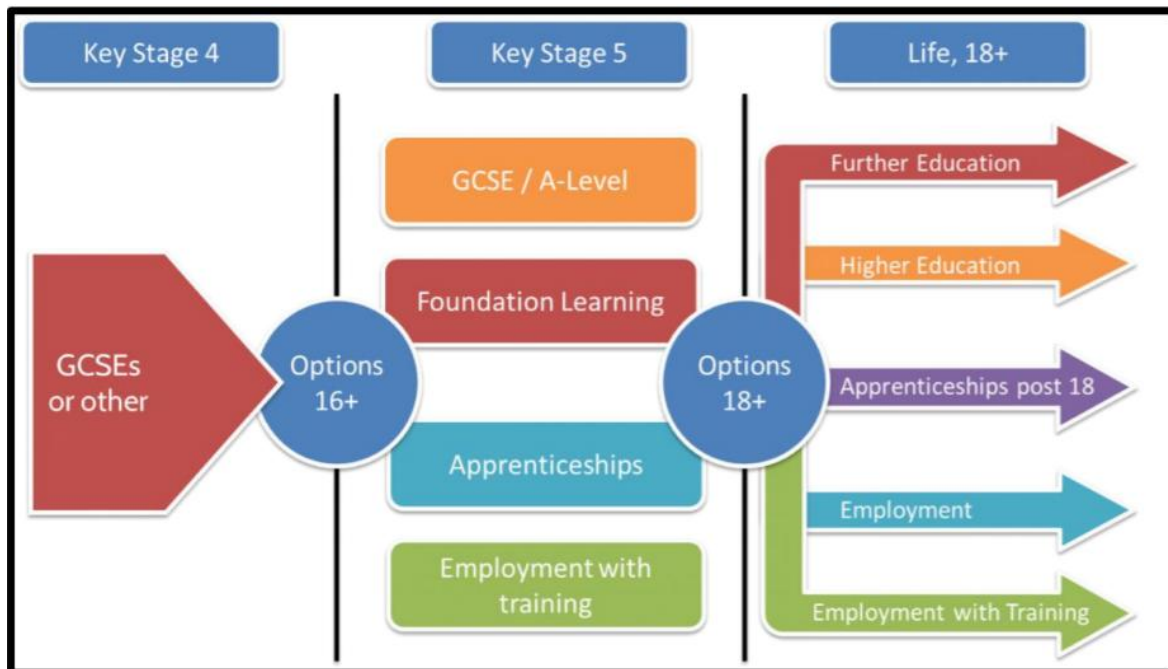 Key Stage 4
Key Stage 5
Life, 18+
GCSEs
or other
Options
16+
GCSE / A-Level
Foundation Learning
Apprenticeships
Employment with
training
Options
18+
Further Education
Higher Education
Apprenticeships post 18
Employment
Employment with Training